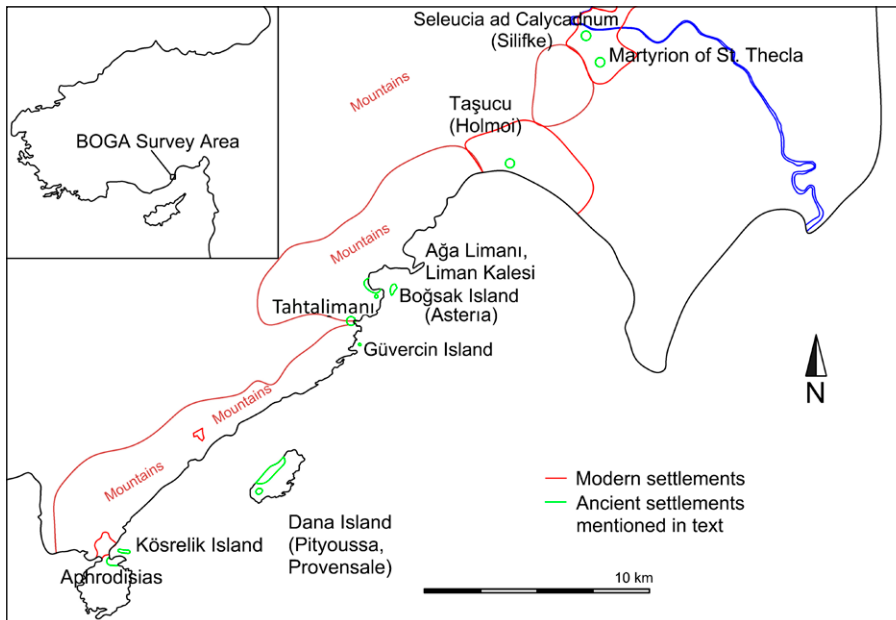 Seleucia ad Calycadnum
(Silifke)
Martyrion of St. Thecla
Mountains
Taşucu
(Holmoi)
BOGA Survey Area
Mountains
Ağa Limanı,
Liman Kalesi
Boğsak Island
(Asterıa)
Tahtalimanı
Güvercin Island
N
Mountains
Mountains
Modern settlements
Ancient settlements
mentioned in text
Dana Island
(Pityoussa,
Provensale)
Kösrelik Island
Aphrodisias
10 km